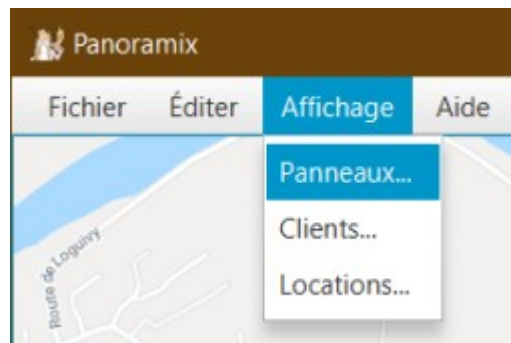 Panoramix
Fichier Éditer Affichage Aide
Panneaux...
Clients...
Locations...
Route de Loguivy